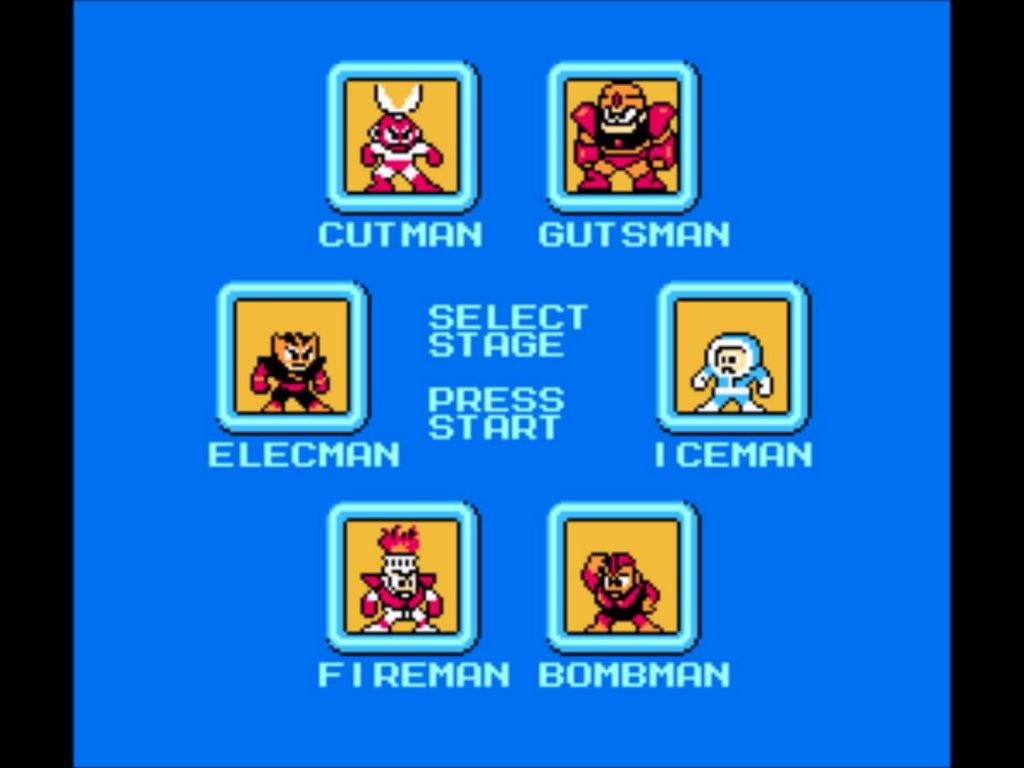 CUTMAN GUTSMAN
SELECT
STAGE
PRESS
START
ELECMAN ICEMAN
FIREMAN BOMBMAN